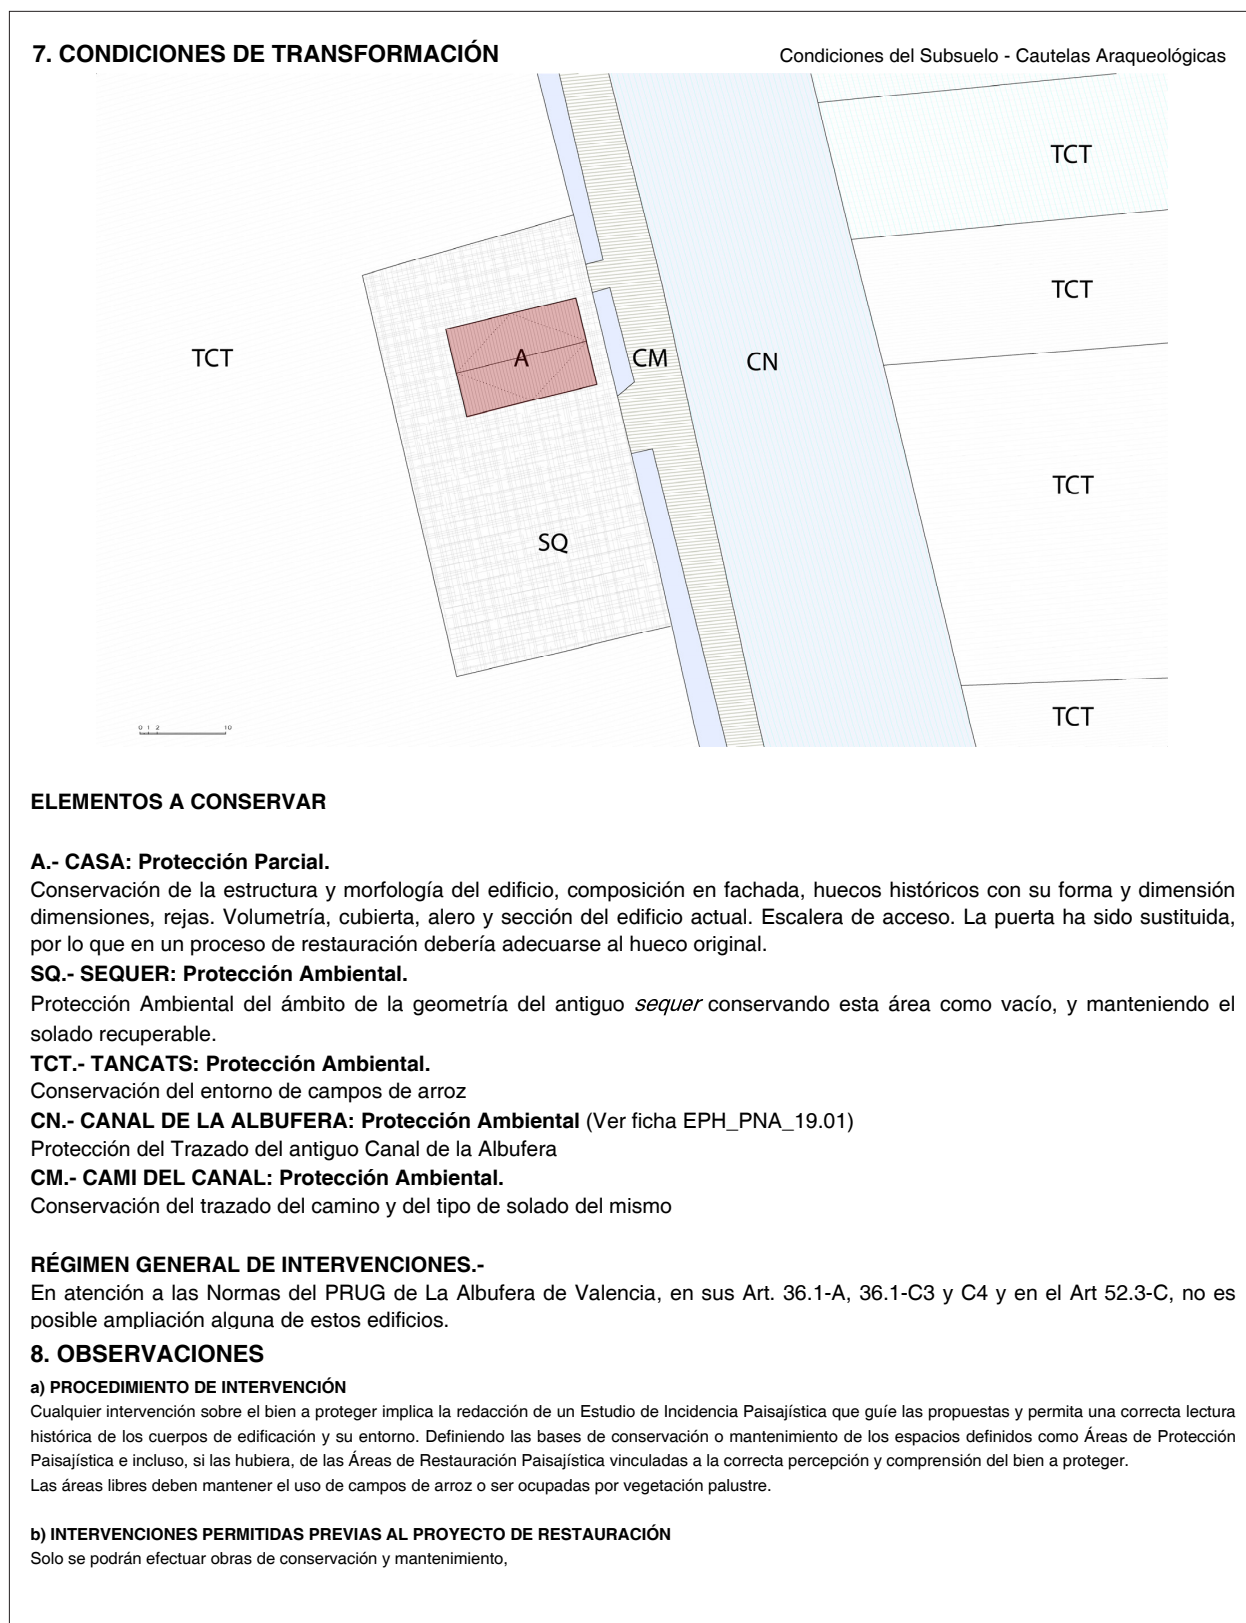 7. CONDICIONES DE TRANSFORMACIÓN
Condiciones del Subsuelo - Cautelas Araqueológicas
TCT
TCT
TCT
A
CM
CN
TCT
SQ
TCT
0 1 2 10
ELEMENTOS A CONSERVAR
A.- CASA: Protección Parcial.
Conservación de la estructura y morfología del edificio, composición en fachada, huecos históricos con su forma y dimensión
dimensiones, rejas. Volumetría, cubierta, alero y sección del edificio actual. Escalera de acceso. La puerta ha sido sustituida,
por lo que en un proceso de restauración debería adecuarse al hueco original.
SQ.- SEQUER: Protección Ambiental.
Protección Ambiental del ámbito de la geometría del antiguo sequer conservando esta área como vacío, y manteniendo el
solado recuperable.
TCT.- TANCATS: Protección Ambiental.
Conservación del entorno de campos de arroz
CN.- CANAL DE LA ALBUFERA: Protección Ambiental (Ver ficha EPH_PNA_19.01)
Protección del Trazado del antiguo Canal de la Albufera
CM.- CAMI DEL CANAL: Protección Ambiental.
Conservación del trazado del camino y del tipo de solado del mismo
RÉGIMEN GENERAL DE INTERVENCIONES.-
En atención a las Normas del PRUG de La Albufera de Valencia, en sus Art. 36.1-A, 36.1-C3 y C4 y en el Art 52.3-C, no es
posible ampliación alguna de estos edificios.
8. OBSERVACIONES
a) PROCEDIMIENTO DE INTERVENCIÓN
Cualquier intervención sobre el bien a proteger implica la redacción de un Estudio de Incidencia Paisajística que guíe las propuestas y permita una correcta lectura
histórica de los cuerpos de edificación y su entorno. Definiendo las bases de conservación o mantenimiento de los espacios definidos como Áreas de Protección
Paisajística e incluso, si las hubiera, de las Áreas de Restauración Paisajística vinculadas a la correcta percepción y comprensión del bien a proteger.
Las áreas libres deben mantener el uso de campos de arroz o ser ocupadas por vegetación palustre.
b) INTERVENCIONES PERMITIDAS PREVIAS AL PROYECTO DE RESTAURACIÓN
Solo se podrán efectuar obras de conservación y mantenimiento,